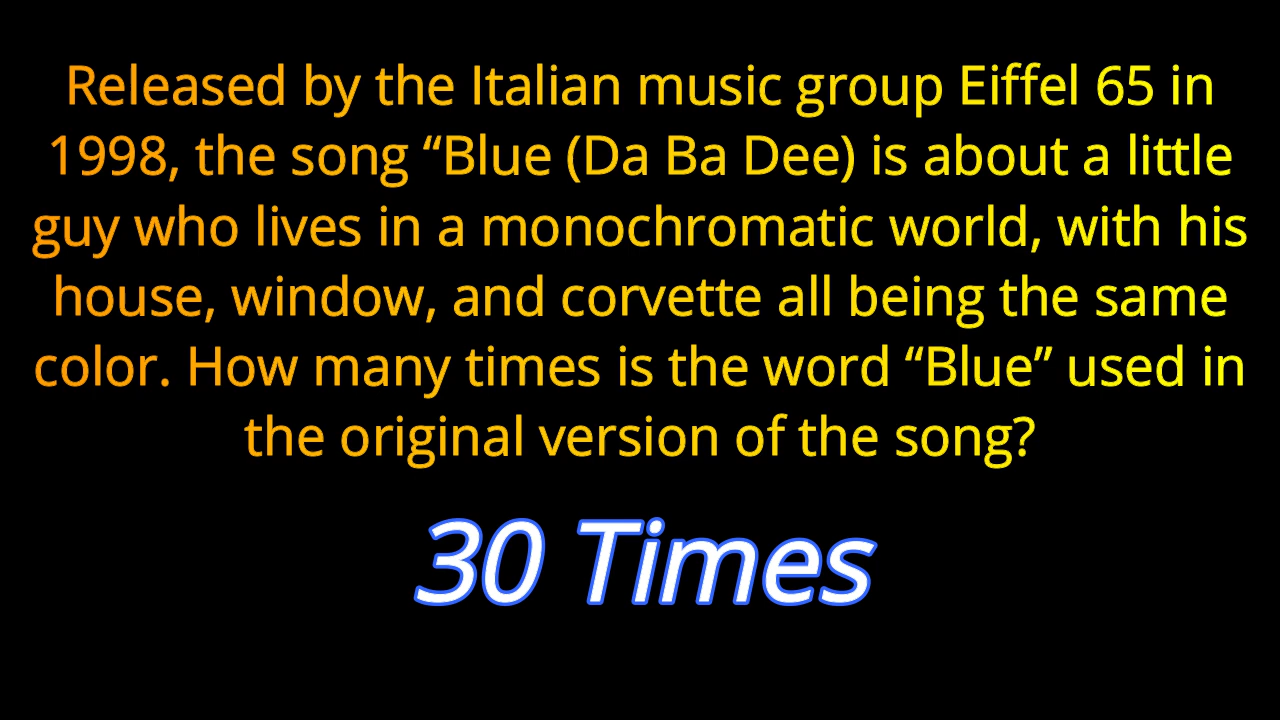 Released by the Italian music group Eiffel 65 in
1998, the song “Blue (Da Ba Dee) is about a little
guy who lives in a monochromatic world, with his
house, window, and corvette all being the same
color. How many times is the word “Blue” used in
the original version of the song?
30 Times